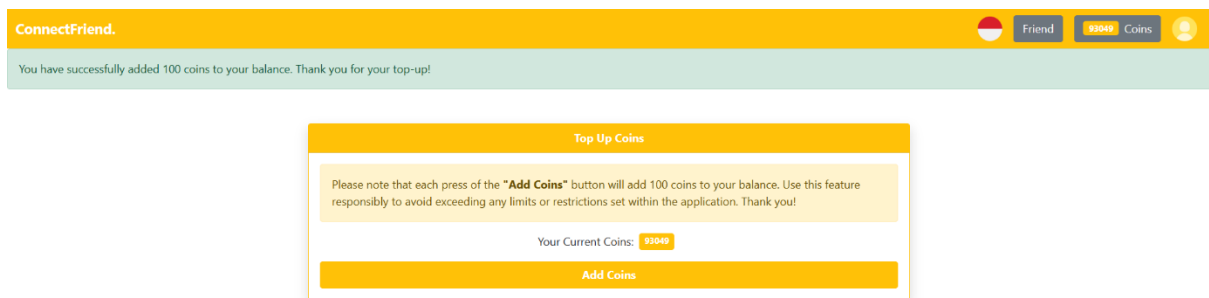 ConnectFriend.
Friend
93049 Coins
You have successfully added 100 coins to your balance. Thank you for your top-up!
Top Up Coins
Please note that each press of the "Add Coins" button will add 100 coins to your balance. Use this feature
responsibly to avoid exceeding any limits or restrictions set within the application. Thank you!
Your Current Coins: 93049
Add Coins